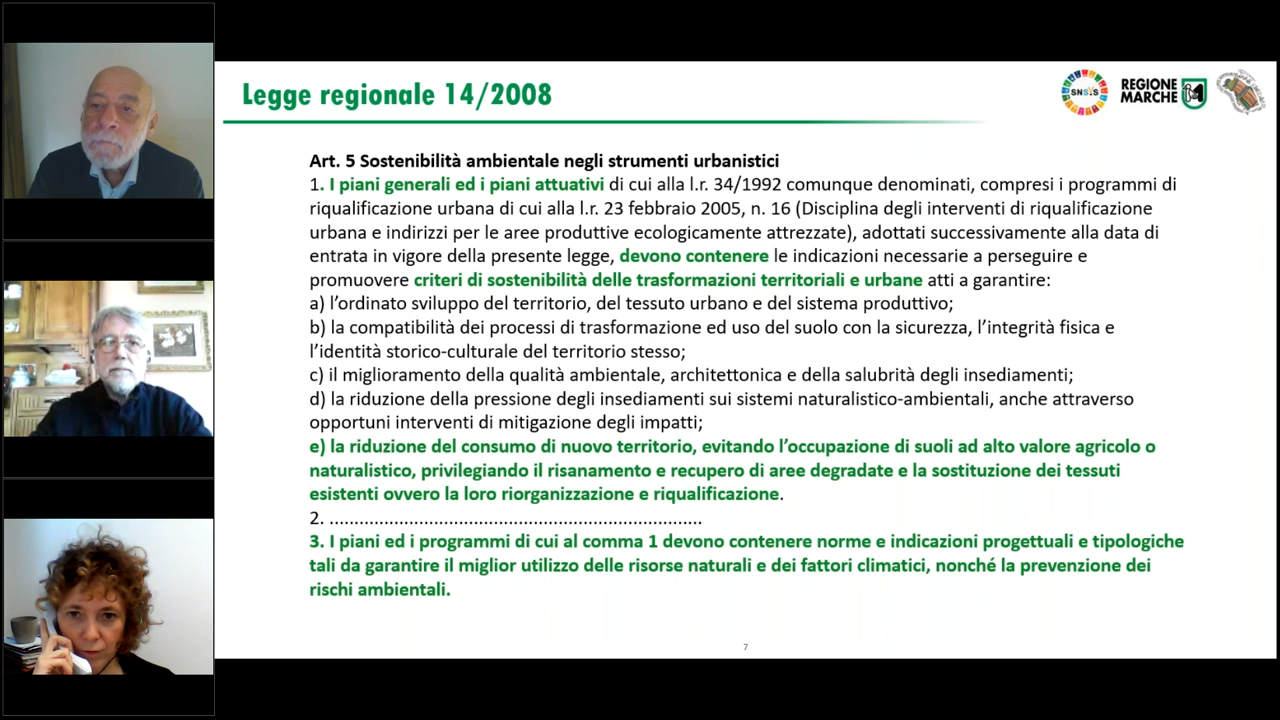 Legge regionale 14/2008
SNSvS
REGIONE
MARCHE
Art. 5 Sostenibilità ambientale negli strumenti urbanistici
1. I piani generali ed i piani attuativi di cui alla l.r. 34/1992 comunque denominati, compresi i programmi di
riqualificazione urbana di cui alla l.r. 23 febbraio 2005, n. 16 (Disciplina degli interventi di riqualificazione
urbana e indirizzi per le aree produttive ecologicamente attrezzate), adottati successivamente alla data di
entrata in vigore della presente legge, devono contenere le indicazioni necessarie a perseguire e
promuovere criteri di sostenibilità delle trasformazioni territoriali e urbane atti a garantire:
a) l’ordinato sviluppo del territorio, del tessuto urbano e del sistema produttivo;
b) la compatibilità dei processi di trasformazione ed uso del suolo con la sicurezza, l’integrità fisica e
l’identità storico-culturale del territorio stesso;
c) il miglioramento della qualità ambientale, architettonica e della salubrità degli insediamenti;
d) la riduzione della pressione degli insediamenti sui sistemi naturalistico-ambientali, anche attraverso
opportuni interventi di mitigazione degli impatti;
e) la riduzione del consumo di nuovo territorio, evitando l’occupazione di suoli ad alto valore agricolo o
naturalistico, privilegiando il risanamento e recupero di aree degradate e la sostituzione dei tessuti
esistenti ovvero la loro riorganizzazione e riqualificazione.
2. ..........................................................................
3. I piani ed i programmi di cui al comma 1 devono contenere norme e indicazioni progettuali e tipologiche
tali da garantire il miglior utilizzo delle risorse naturali e dei fattori climatici, nonché la prevenzione dei
rischi ambientali.
7